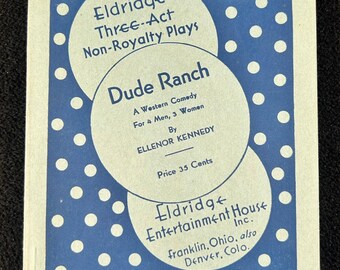 Eldridge
Three-Act
Non-Royalty Plays
Dude Ranch
A Western Comedy
For 4 Men, 3 Women
By
ELLENOR KENNEDY
Price 35 Cents
Eldridge
Entertainment House
Inc.
Franklin, Ohio, also
Denver, Colo.